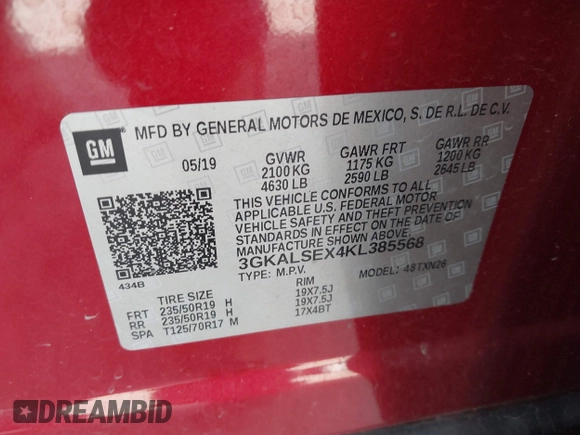 GM
MFD BY GENERAL MOTORS DE MEXICO, S. DE R.L. DE C.V.
05/19 GVWR GAWR FRT GAWR RR
2100 KG 1175 KG 1200 KG
4630 LB 2590 LB 2645 LB
THIS VEHICLE CONFORMS TO ALL
APPLICABLE U.S. FEDERAL MOTOR
VEHICLE SAFETY AND THEFT PREVENTION
STANDARDS IN EFFECT ON THE DATE OF
MANUFACTURE SHOWN ABOVE.
3GKALSEX4KL385568
434B
TYPE: M.P.V. MODEL: 48TXN26
TIRE SIZE RIM
FRT 235/50R19 H 19X7.5J
RR 235/50R19 H 19X7.5J
SPA T125/70R17 M 17X4BT
DREAMBID